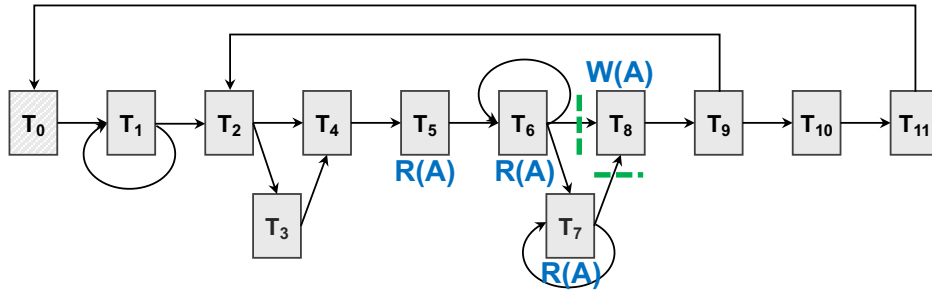 W(A)
T₀ T₁ T₂ T₄ T₅ T₆ T₈ T₉ T₁₀ T₁₁
R(A) R(A)
T₃ T₇
R(A)